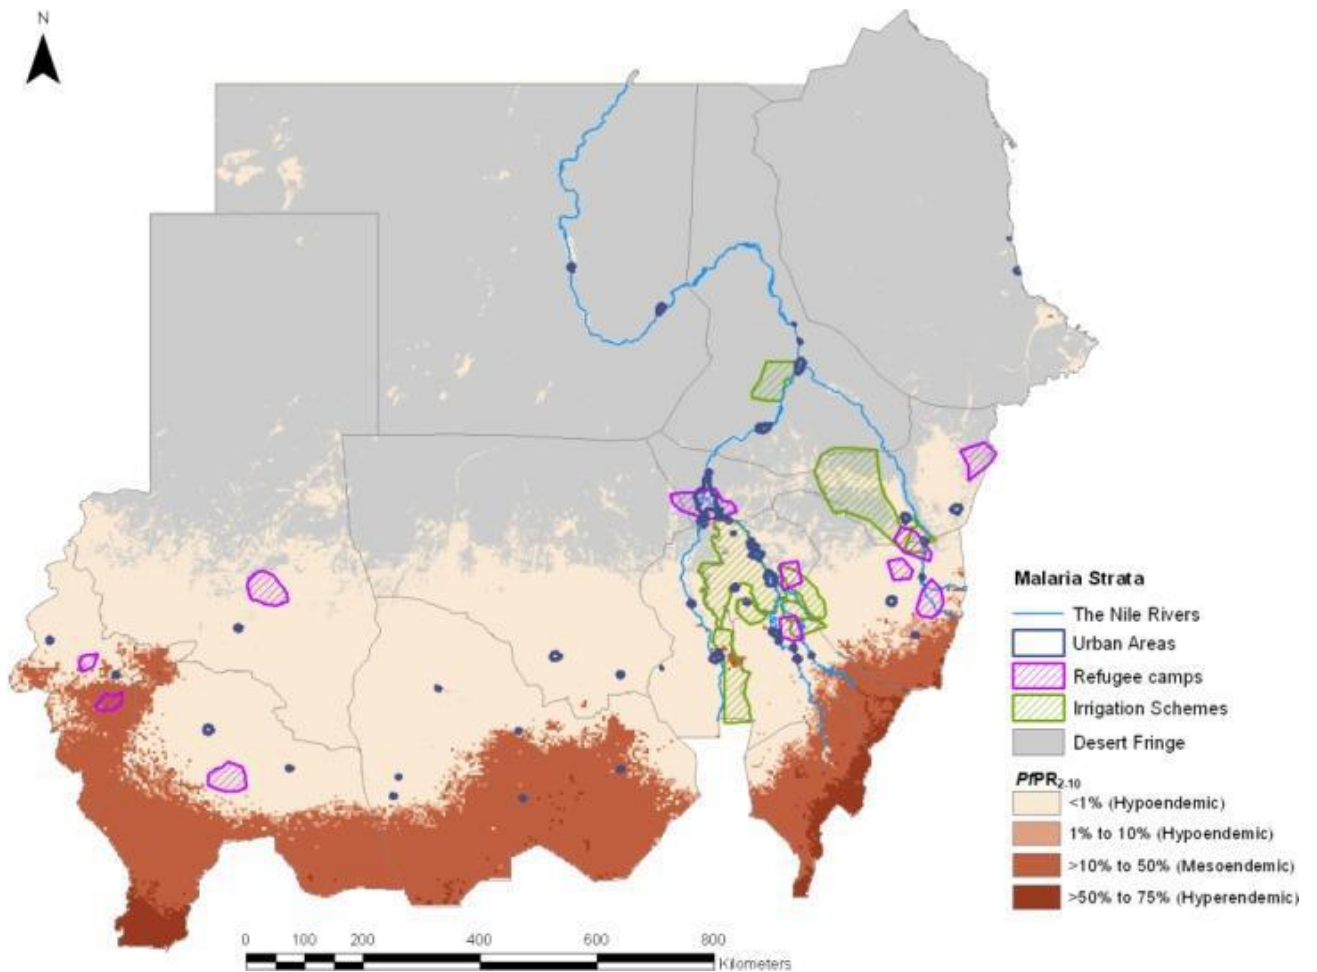 N
Malaria Strata
The Nile Rivers
Urban Areas
Refugee camps
Irrigation Schemes
Desert Fringe
PfPR2-10
<1% (Hypoendemic)
1% to 10% (Hypoendemic)
>10% to 50% (Mesoendemic)
>50% to 75% (Hyperendemic)
0 100 200 400 600 800
Kilometers